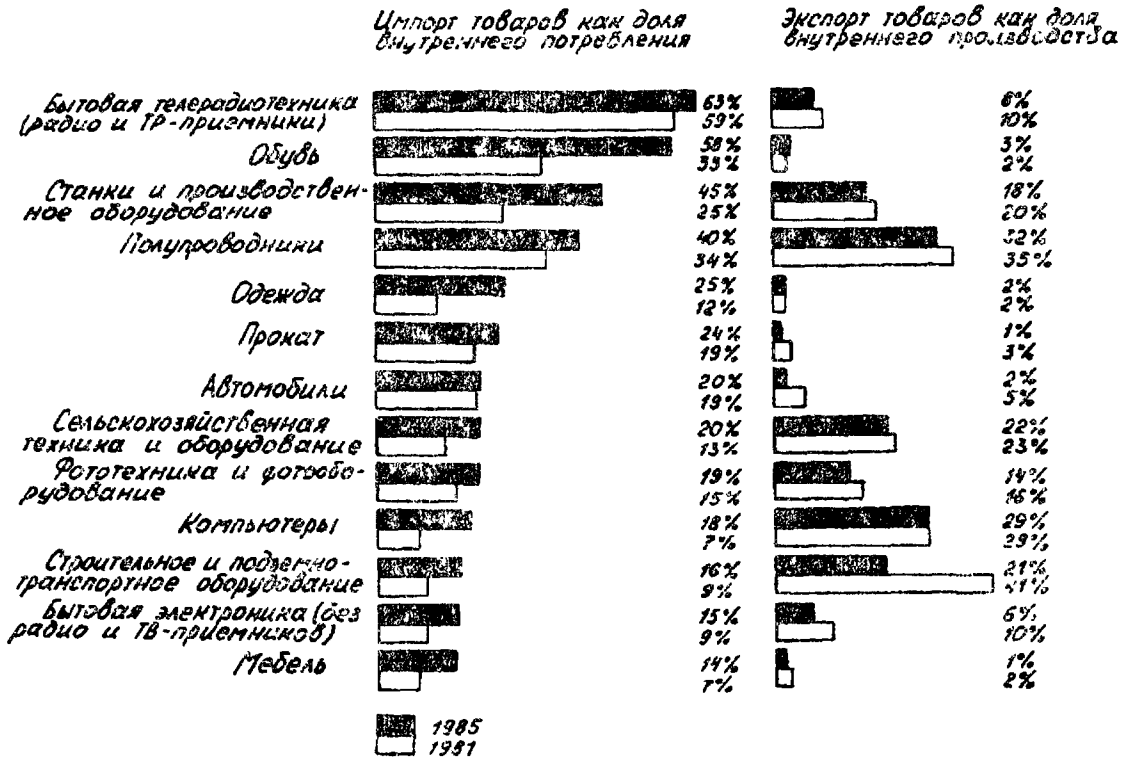 Импорт товаров как доля
внутреннего потребления
Экспорт товаров как доля
внутреннего производства
Бытовая телерадиотехника
(радио и ТР-приемники)
63%
59%
6%
10%
Обувь
58%
33%
3%
2%
Станки и производствен-
ное оборудование
45%
25%
18%
20%
Полупроводники
40%
34%
32%
35%
Одежда
25%
12%
2%
2%
Прокат
24%
19%
1%
3%
Автомобили
20%
19%
2%
5%
Сельскохозяйственная
техника и оборудование
20%
13%
22%
23%
Фототехника и фотообо-
рудование
19%
15%
14%
16%
Компьютеры
18%
7%
29%
29%
Строительное и подъемно-
транспортное оборудование
16%
9%
21%
41%
Бытовая электроника (без
радио и ТВ-приемников)
15%
9%
6%
10%
Мебель
14%
7%
1%
2%
1985
1981